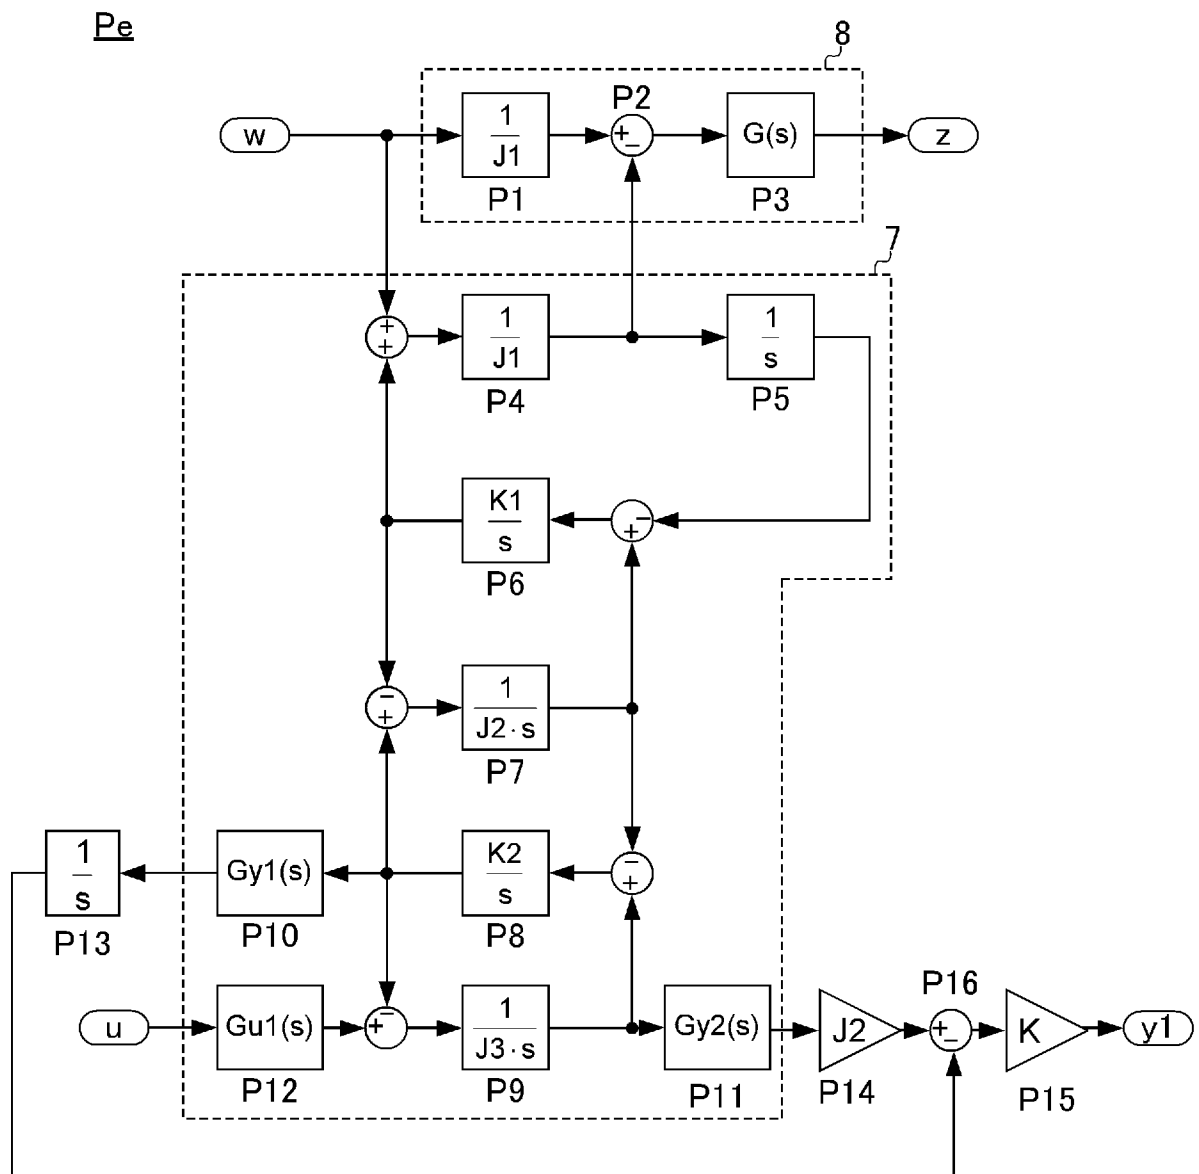 Pe
8
P2
w
1
J1
+
−
G(s)
z
P1
P3
7
+
+
1
J1
1
s
P4
P5
K1
s
−
+
P6
−
+
1
J2·s
P7
1
s
Gy1(s)
K2
s
−
+
P13
P10
P8
P16
u
Gu1(s)
+
−
1
J3·s
Gy2(s)
J2
+
−
K
y1
P12
P9
P11
P14
P15